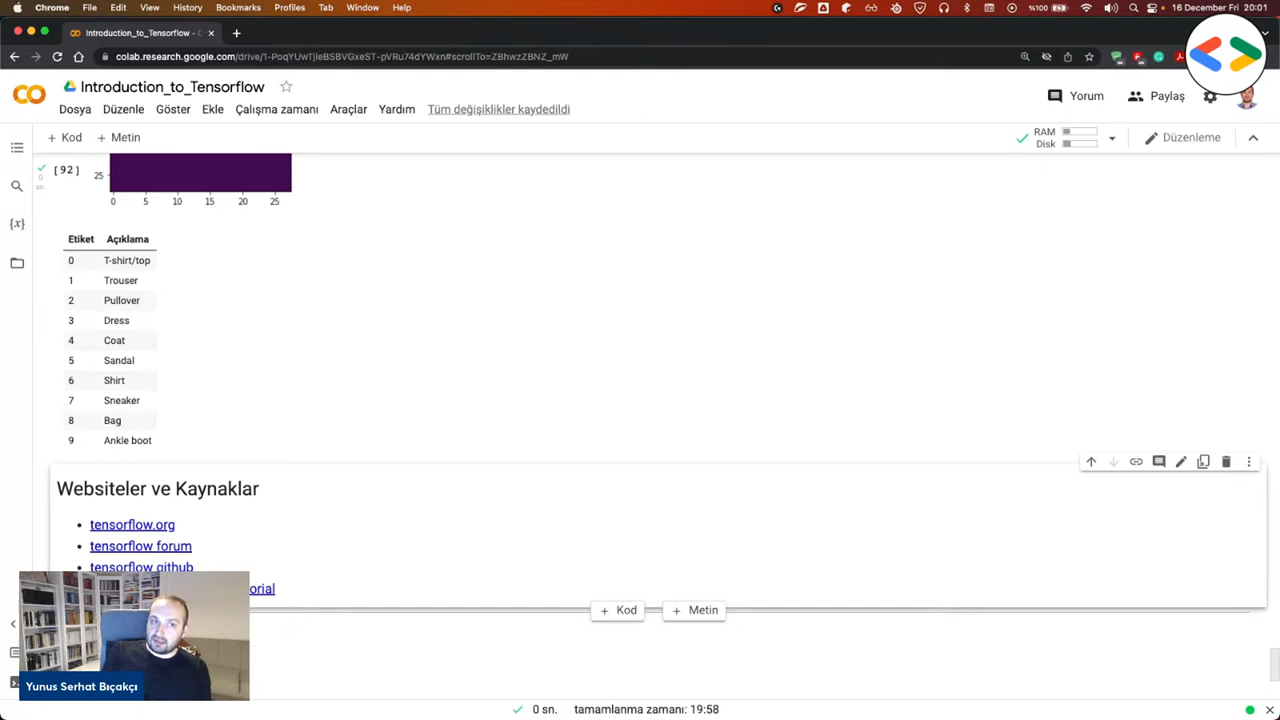 Chrome File Edit View History Bookmarks Profiles Tab Window Help %100 16 December Fri 20:01
Introduction_to_Tensorflow -
colab.research.google.com/drive/1-PoqYUwTjIeBSBVGxeST-pVRu74dYWxn#scrollTo=ZBhwzZBNZ_mW
Introduction_to_Tensorflow
Dosya Düzenle Göster Ekle Çalışma zamanı Araçlar Yardım Tüm değişiklikler kaydedildi
Yorum Paylaş
+ Kod + Metin
RAM
Disk
Düzenleme
[92]
0
sn.
25
0 5 10 15 20 25
Etiket Açıklama
0 T-shirt/top
1 Trouser
2 Pullover
3 Dress
4 Coat
5 Sandal
6 Shirt
7 Sneaker
8 Bag
9 Ankle boot
Websiteler ve Kaynaklar
tensorflow.org
tensorflow forum
tensorflow github
orial
+ Kod + Metin
Yunus Serhat Bıçakçı
0 sn. tamamlanma zamanı: 19:58